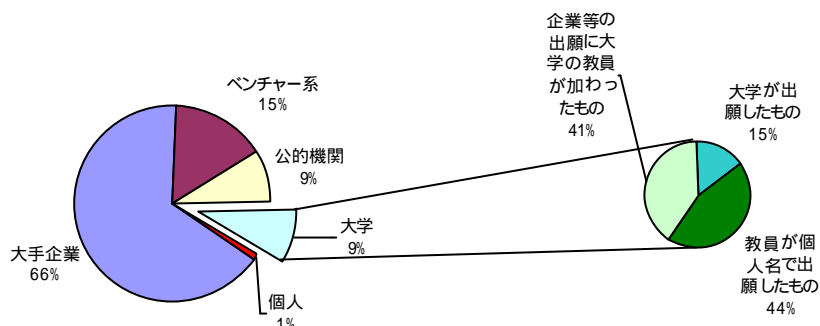 ベンチャー系
15%
公的機関
9%
大学
9%
個人
1%
大手企業
66%
企業等の
出願に大
学の教員
が加わっ
たもの
41%
大学が出
願したもの
15%
教員が個
人名で出
願したもの
44%